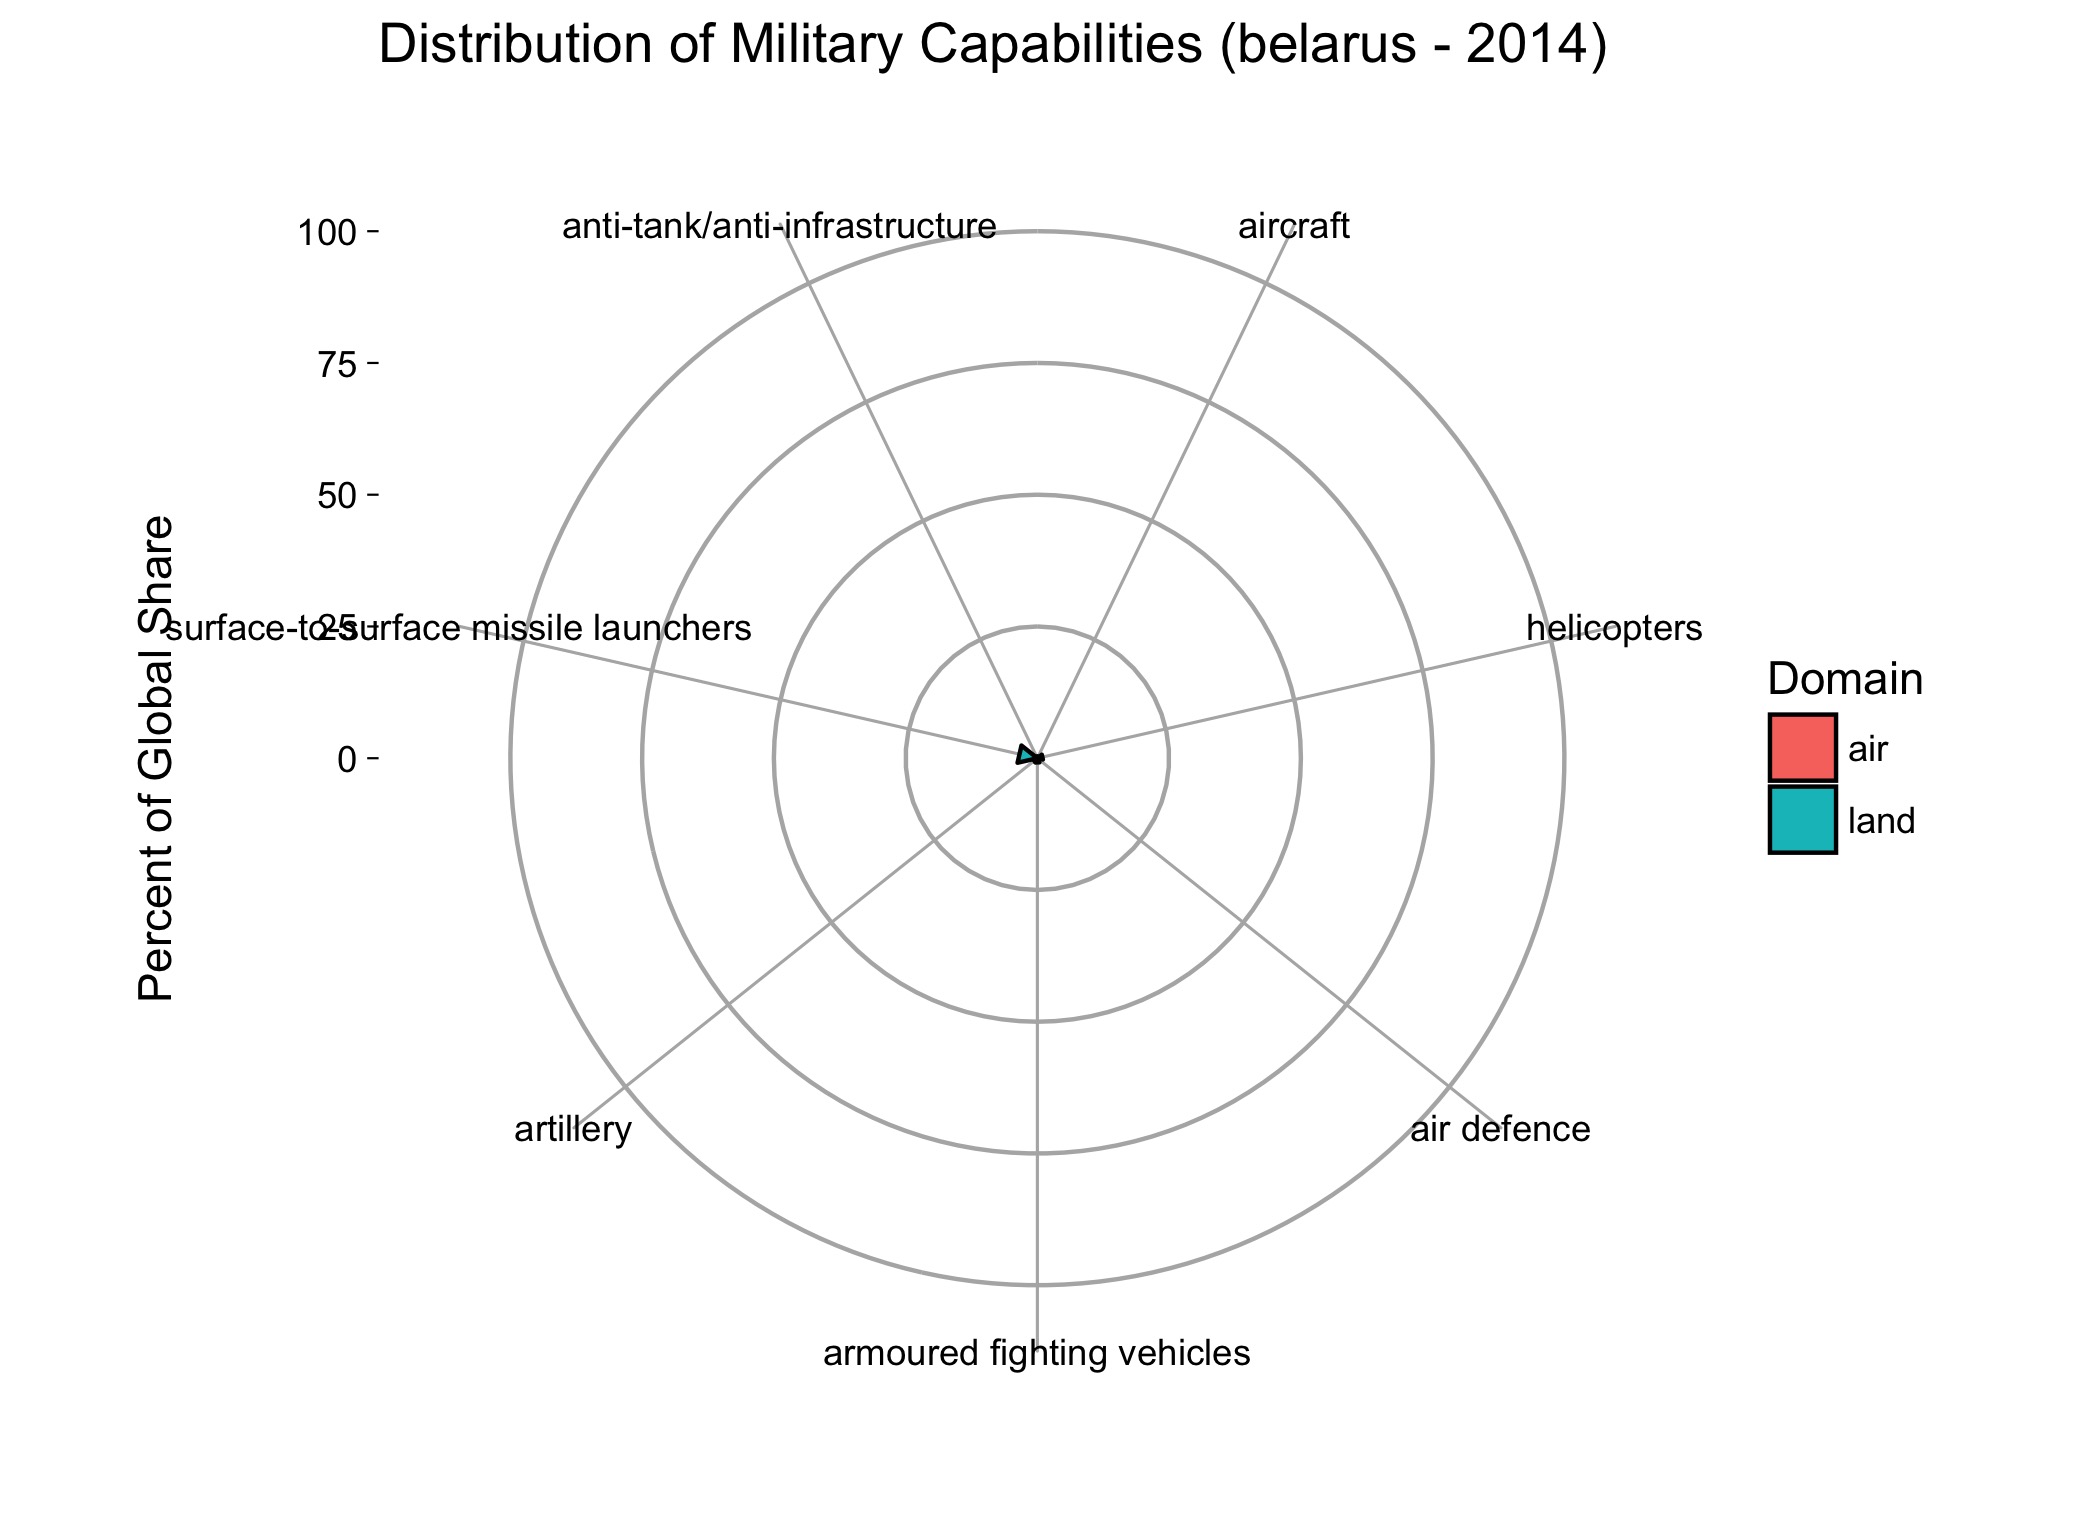 Distribution of Military Capabilities (belarus - 2014)
100
75
50
25
0
Percent of Global Share
anti-tank/anti-infrastructure
aircraft
surface-to-surface missile launchers
helicopters
artillery
air defence
armoured fighting vehicles
Domain
air
land